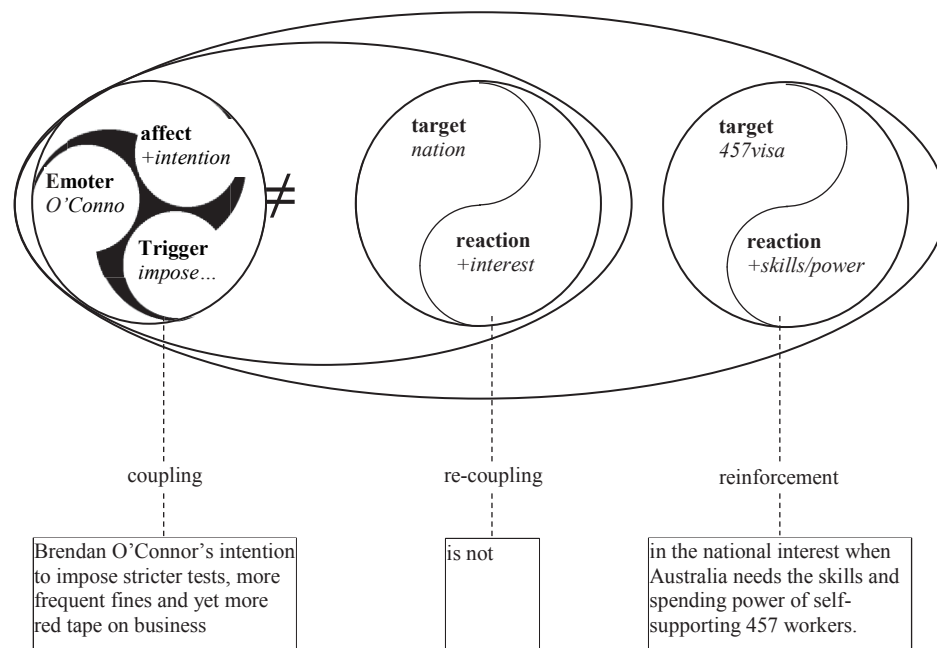 affect
+intention
Emoter
O'Conno
Trigger
impose...
≠
target
nation
reaction
+interest
target
457visa
reaction
+skills/power
coupling
re-coupling
reinforcement
Brendan O'Connor's intention
to impose stricter tests, more
frequent fines and yet more
red tape on business
is not
in the national interest when
Australia needs the skills and
spending power of self-
supporting 457 workers.